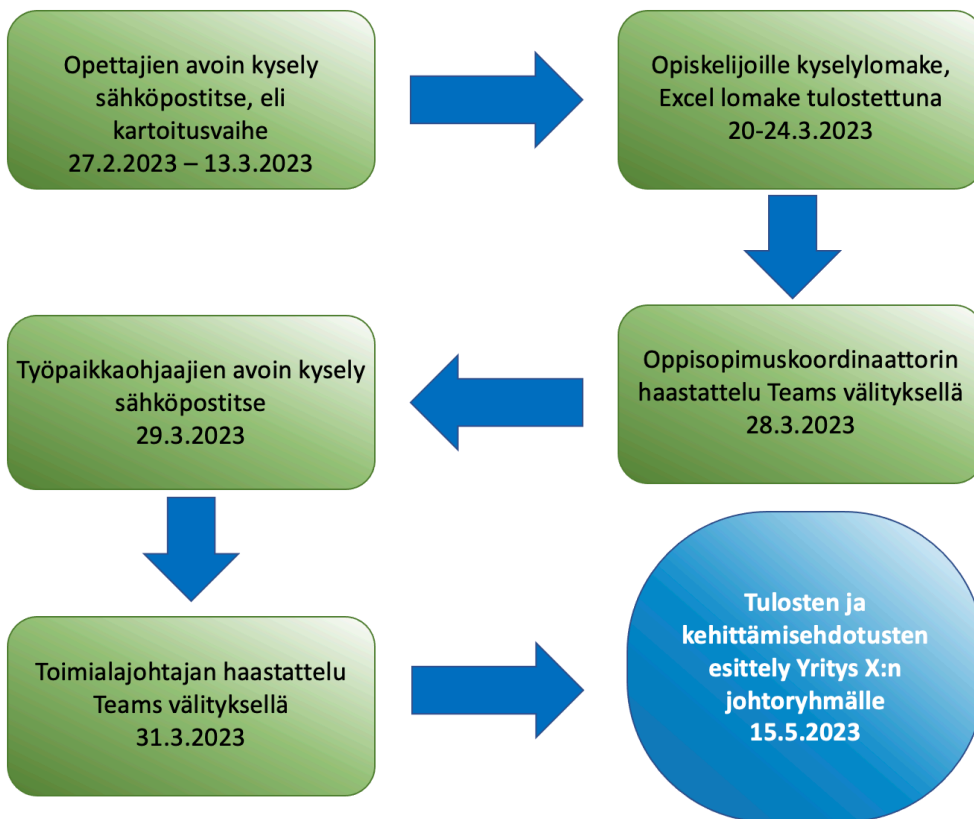 Opettajien avoin kysely
sähköpostitse, eli
kartoitusvaihe
27.2.2023 – 13.3.2023
Opiskelijoille kyselylomake,
Excel lomake tulostettuna
20-24.3.2023
Oppisopimuskoordinaattorin
haastattelu Teams välityksellä
28.3.2023
Työpaikkaohjaajien avoin kysely
sähköpostitse
29.3.2023
Toimialajohtajan haastattelu
Teams välityksellä
31.3.2023
Tulosten ja
kehittämisehdotusten
esittely Yritys X:n
johtoryhmälle
15.5.2023